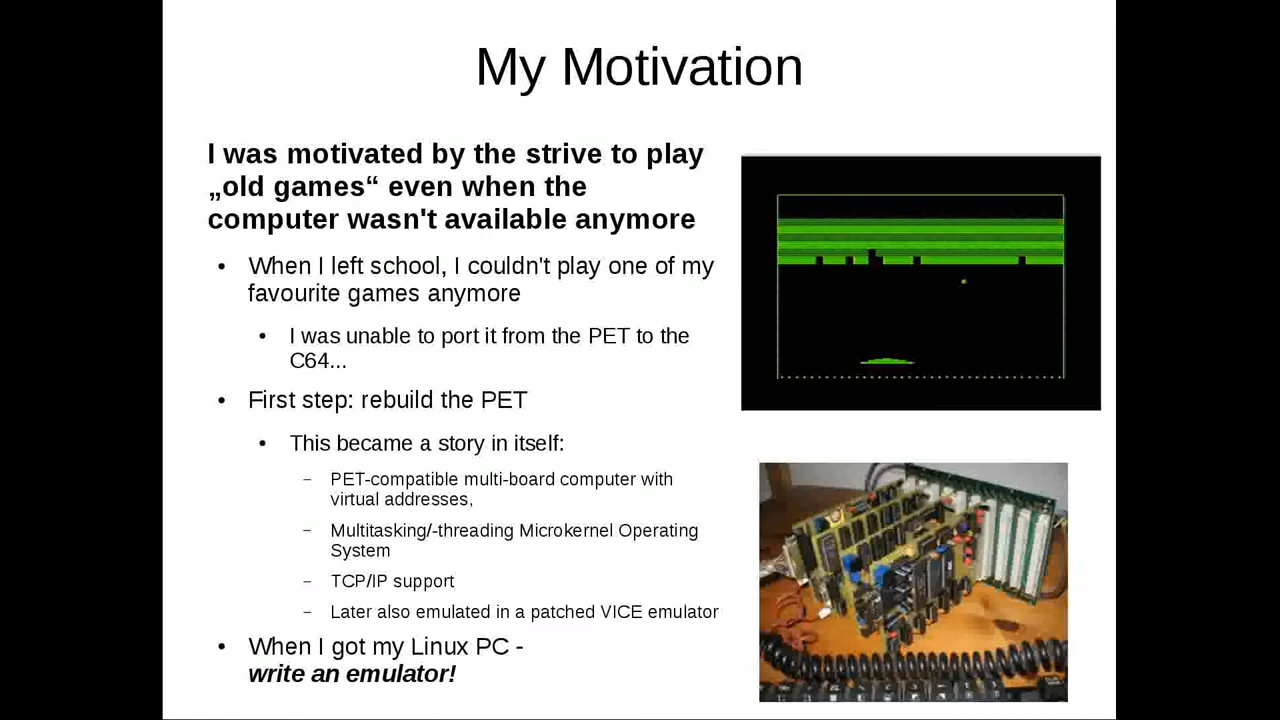 My Motivation
I was motivated by the strive to play
„old games“ even when the
computer wasn't available anymore
• When I left school, I couldn't play one of my
favourite games anymore
• I was unable to port it from the PET to the
C64...
• First step: rebuild the PET
• This became a story in itself:
– PET-compatible multi-board computer with
virtual addresses,
– Multitasking/-threading Microkernel Operating
System
– TCP/IP support
– Later also emulated in a patched VICE emulator
• When I got my Linux PC -
write an emulator!